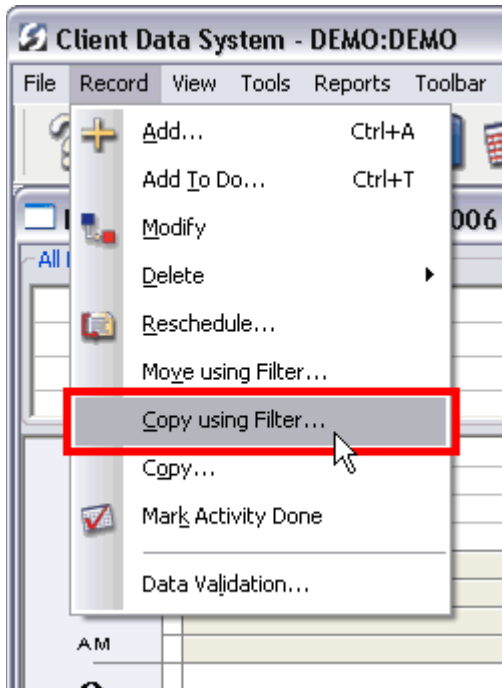 Client Data System - DEMO:DEMO
File Record View Tools Reports Toolbar
Add... Ctrl+A
Add To Do... Ctrl+T
Modify
006
All
Delete
Reschedule...
Move using Filter...
Copy using Filter...
Copy...
Mark Activity Done
Data Validation...
AM